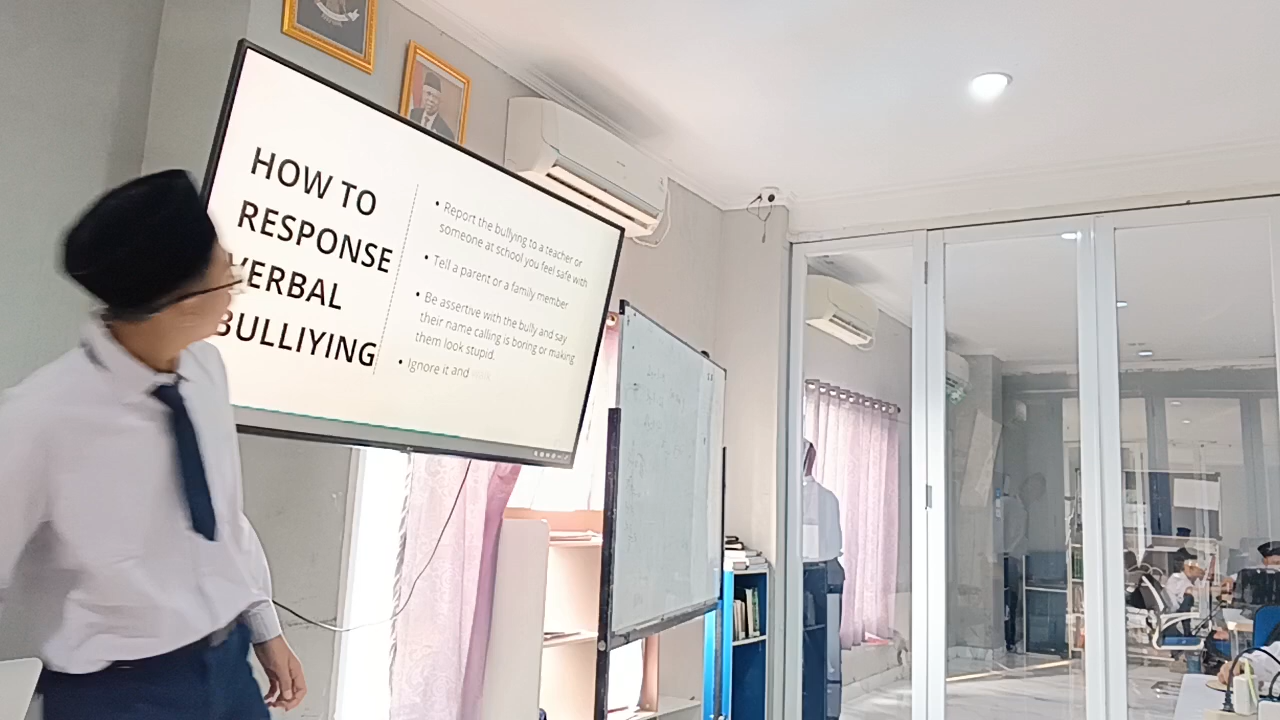 HOW TO
RESPONSE
VERBAL
BULLIYING
• Report the bullying to a teacher or
someone at school you feel safe with
• Tell a parent or a family member
• Be assertive with the bully and say
their name calling is boring or making
them look stupid.
• Ignore it and